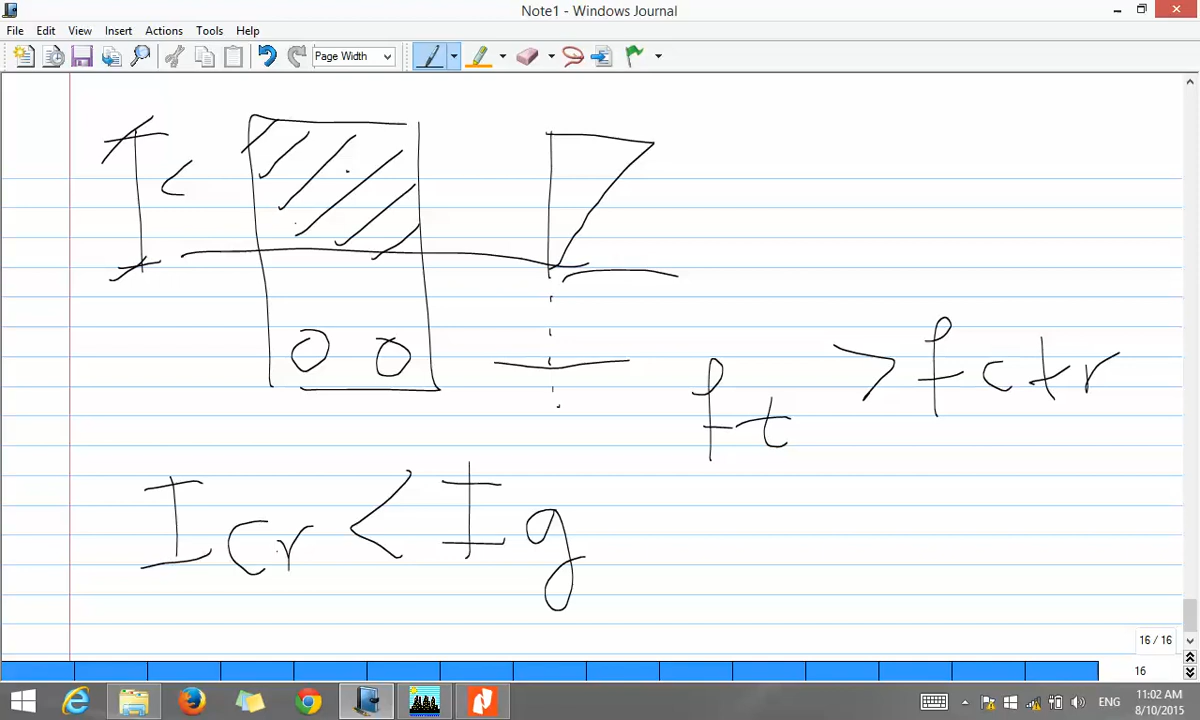 Note1 - Windows Journal
File Edit View Insert Actions Tools Help
Page Width
c
ft > fctr
Icr < Ig
16 / 16
16
ENG
11:02 AM
8/10/2015